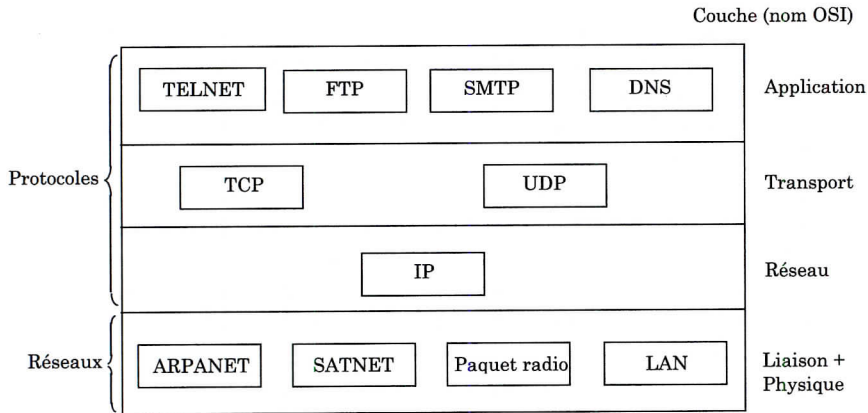 Couche (nom OSI)
TELNET FTP SMTP DNS Application
Protocoles TCP UDP Transport
IP Réseau
Réseaux ARPANET SATNET Paquet radio LAN Liaison +
Physique